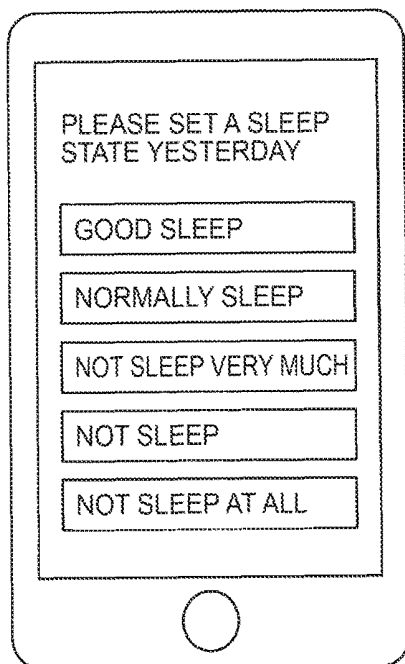 PLEASE SET A SLEEP
STATE YESTERDAY
GOOD SLEEP
NORMALLY SLEEP
NOT SLEEP VERY MUCH
NOT SLEEP
NOT SLEEP AT ALL